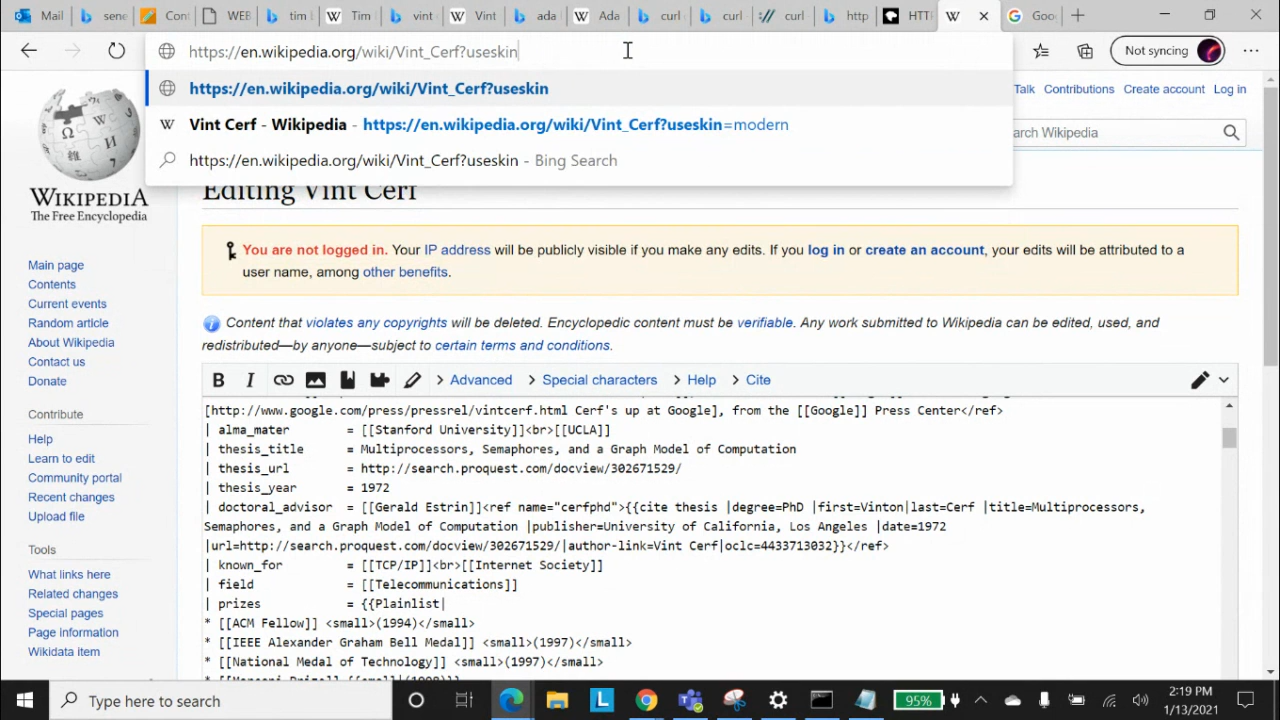 Mail
sene
Con
WEB
tim
Tim
vint
Vint
ada
Ada
curl
curl
curl
http
HTT
Goo
https://en.wikipedia.org/wiki/Vint_Cerf?useskin
Not syncing
https://en.wikipedia.org/wiki/Vint_Cerf?useskin
Vint Cerf - Wikipedia - https://en.wikipedia.org/wiki/Vint_Cerf?useskin=modern
https://en.wikipedia.org/wiki/Vint_Cerf?useskin - Bing Search
Talk Contributions Create account Log in
rch Wikipedia
WIKIPEDIA
The Free Encyclopedia
Main page
Contents
Current events
Random article
About Wikipedia
Contact us
Donate
Contribute
Help
Learn to edit
Community portal
Recent changes
Upload file
Tools
What links here
Related changes
Special pages
Page information
Wikidata item
Editing Vint Cerf
You are not logged in. Your IP address will be publicly visible if you make any edits. If you log in or create an account, your edits will be attributed to a
user name, among other benefits.
Content that violates any copyrights will be deleted. Encyclopedic content must be verifiable. Any work submitted to Wikipedia can be edited, used, and
redistributed—by anyone—subject to certain terms and conditions.
B I Advanced Special characters Help Cite
[http://www.google.com/press/pressrel/vintcerf.html Cerf's up at Google], from the [[Google]] Press Center</ref>
| alma_mater = [[Stanford University]]<br>[[UCLA]]
| thesis_title = Multiprocessors, Semaphores, and a Graph Model of Computation
| thesis_url = http://search.proquest.com/docview/302671529/
| thesis_year = 1972
| doctoral_advisor = [[Gerald Estrin]]<ref name="cerfphd">{{cite thesis |degree=PhD |first=Vinton|last=Cerf |title=Multiprocessors,
Semaphores, and a Graph Model of Computation |publisher=University of California, Los Angeles |date=1972
|url=http://search.proquest.com/docview/302671529/|author-link=Vint Cerf|oclc=4433713032}}</ref>
| known_for = [[TCP/IP]]<br>[[Internet Society]]
| field = [[Telecommunications]]
| prizes = {{Plainlist|
* [[ACM Fellow]] <small>(1994)</small>
* [[IEEE Alexander Graham Bell Medal]] <small>(1997)</small>
* [[National Medal of Technology]] <small>(1997)</small>
Type here to search
95%
2:19 PM
1/13/2021